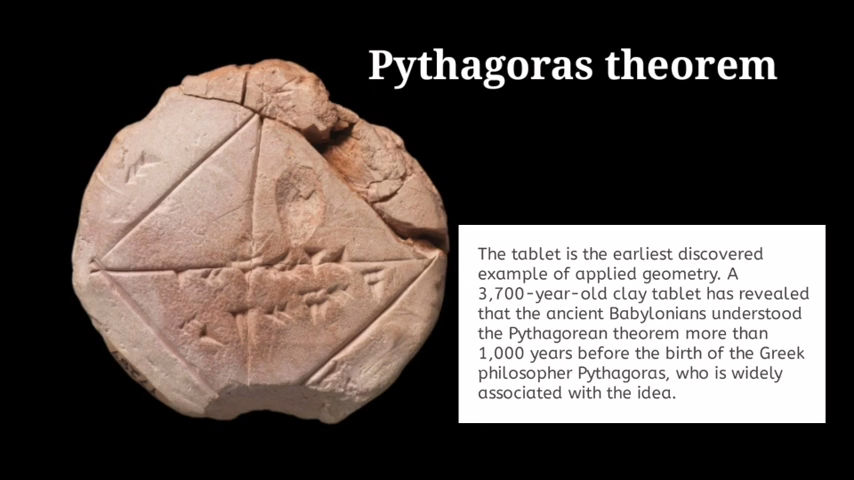 Pythagoras theorem
The tablet is the earliest discovered
example of applied geometry. A
3,700-year-old clay tablet has revealed
that the ancient Babylonians understood
the Pythagorean theorem more than
1,000 years before the birth of the Greek
philosopher Pythagoras, who is widely
associated with the idea.